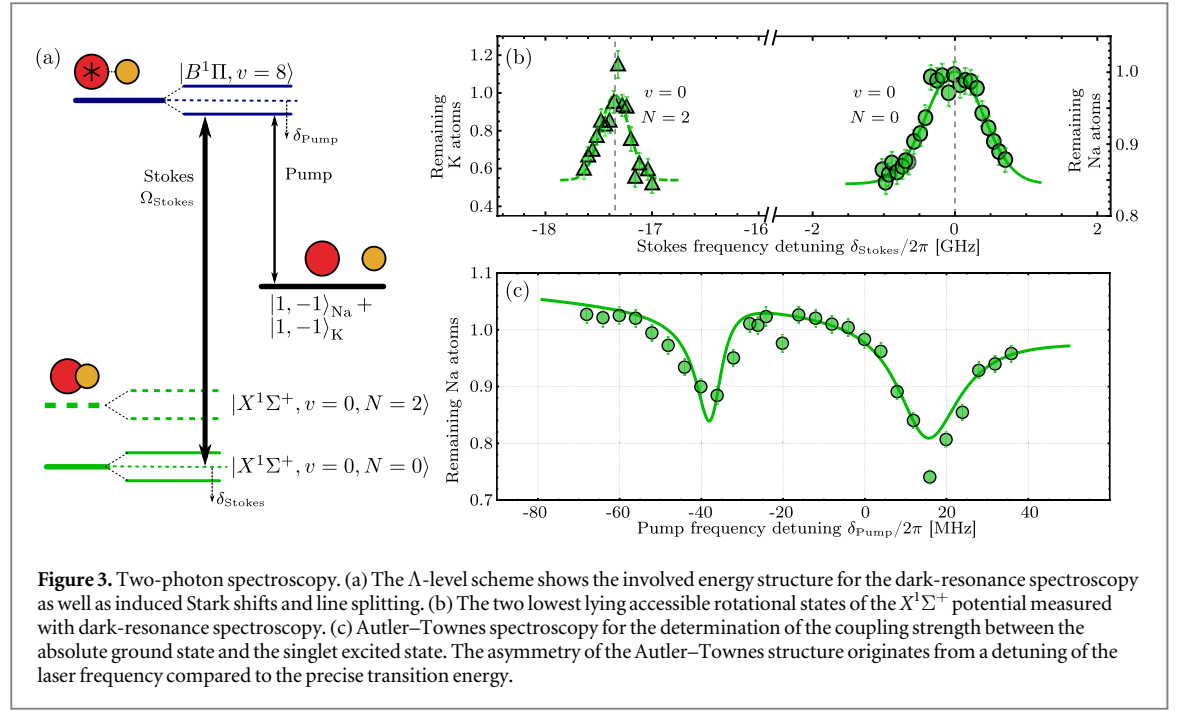 (a)
|B¹Π, v = 8⟩
δPump
Stokes
ΩStokes
Pump
|1, −1⟩Na +
|1, −1⟩K
|X¹Σ⁺, v = 0, N = 2⟩
|X¹Σ⁺, v = 0, N = 0⟩
δStokes
(b)
Remaining
K atoms
1.2
1.0
0.8
0.6
0.4
v = 0
N = 2
v = 0
N = 0
Remaining
Na atoms
1.0
0.9
0.8
-18
-17
-16
-2
0
2
Stokes frequency detuning δStokes/2π [GHz]
(c)
Remaining Na atoms
1.1
1.0
0.9
0.8
0.7
-80
-60
-40
-20
0
20
40
Pump frequency detuning δPump/2π [MHz]
Figure 3. Two-photon spectroscopy. (a) The Λ-level scheme shows the involved energy structure for the dark-resonance spectroscopy
as well as induced Stark shifts and line splitting. (b) The two lowest lying accessible rotational states of the X¹Σ⁺ potential measured
with dark-resonance spectroscopy. (c) Autler–Townes spectroscopy for the determination of the coupling strength between the
absolute ground state and the singlet excited state. The asymmetry of the Autler–Townes structure originates from a detuning of the
laser frequency compared to the precise transition energy.